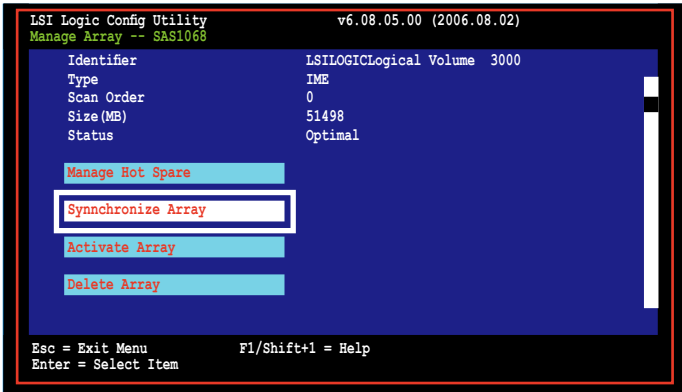 LSI Logic Config Utility v6.08.05.00 (2006.08.02)
Manage Array -- SAS1068
Identifier LSILOGICLogical Volume 3000
Type IME
Scan Order 0
Size(MB) 51498
Status Optimal
Manage Hot Spare
Synnchronize Array
Activate Array
Delete Array
Esc = Exit Menu F1/Shift+1 = Help
Enter = Select Item